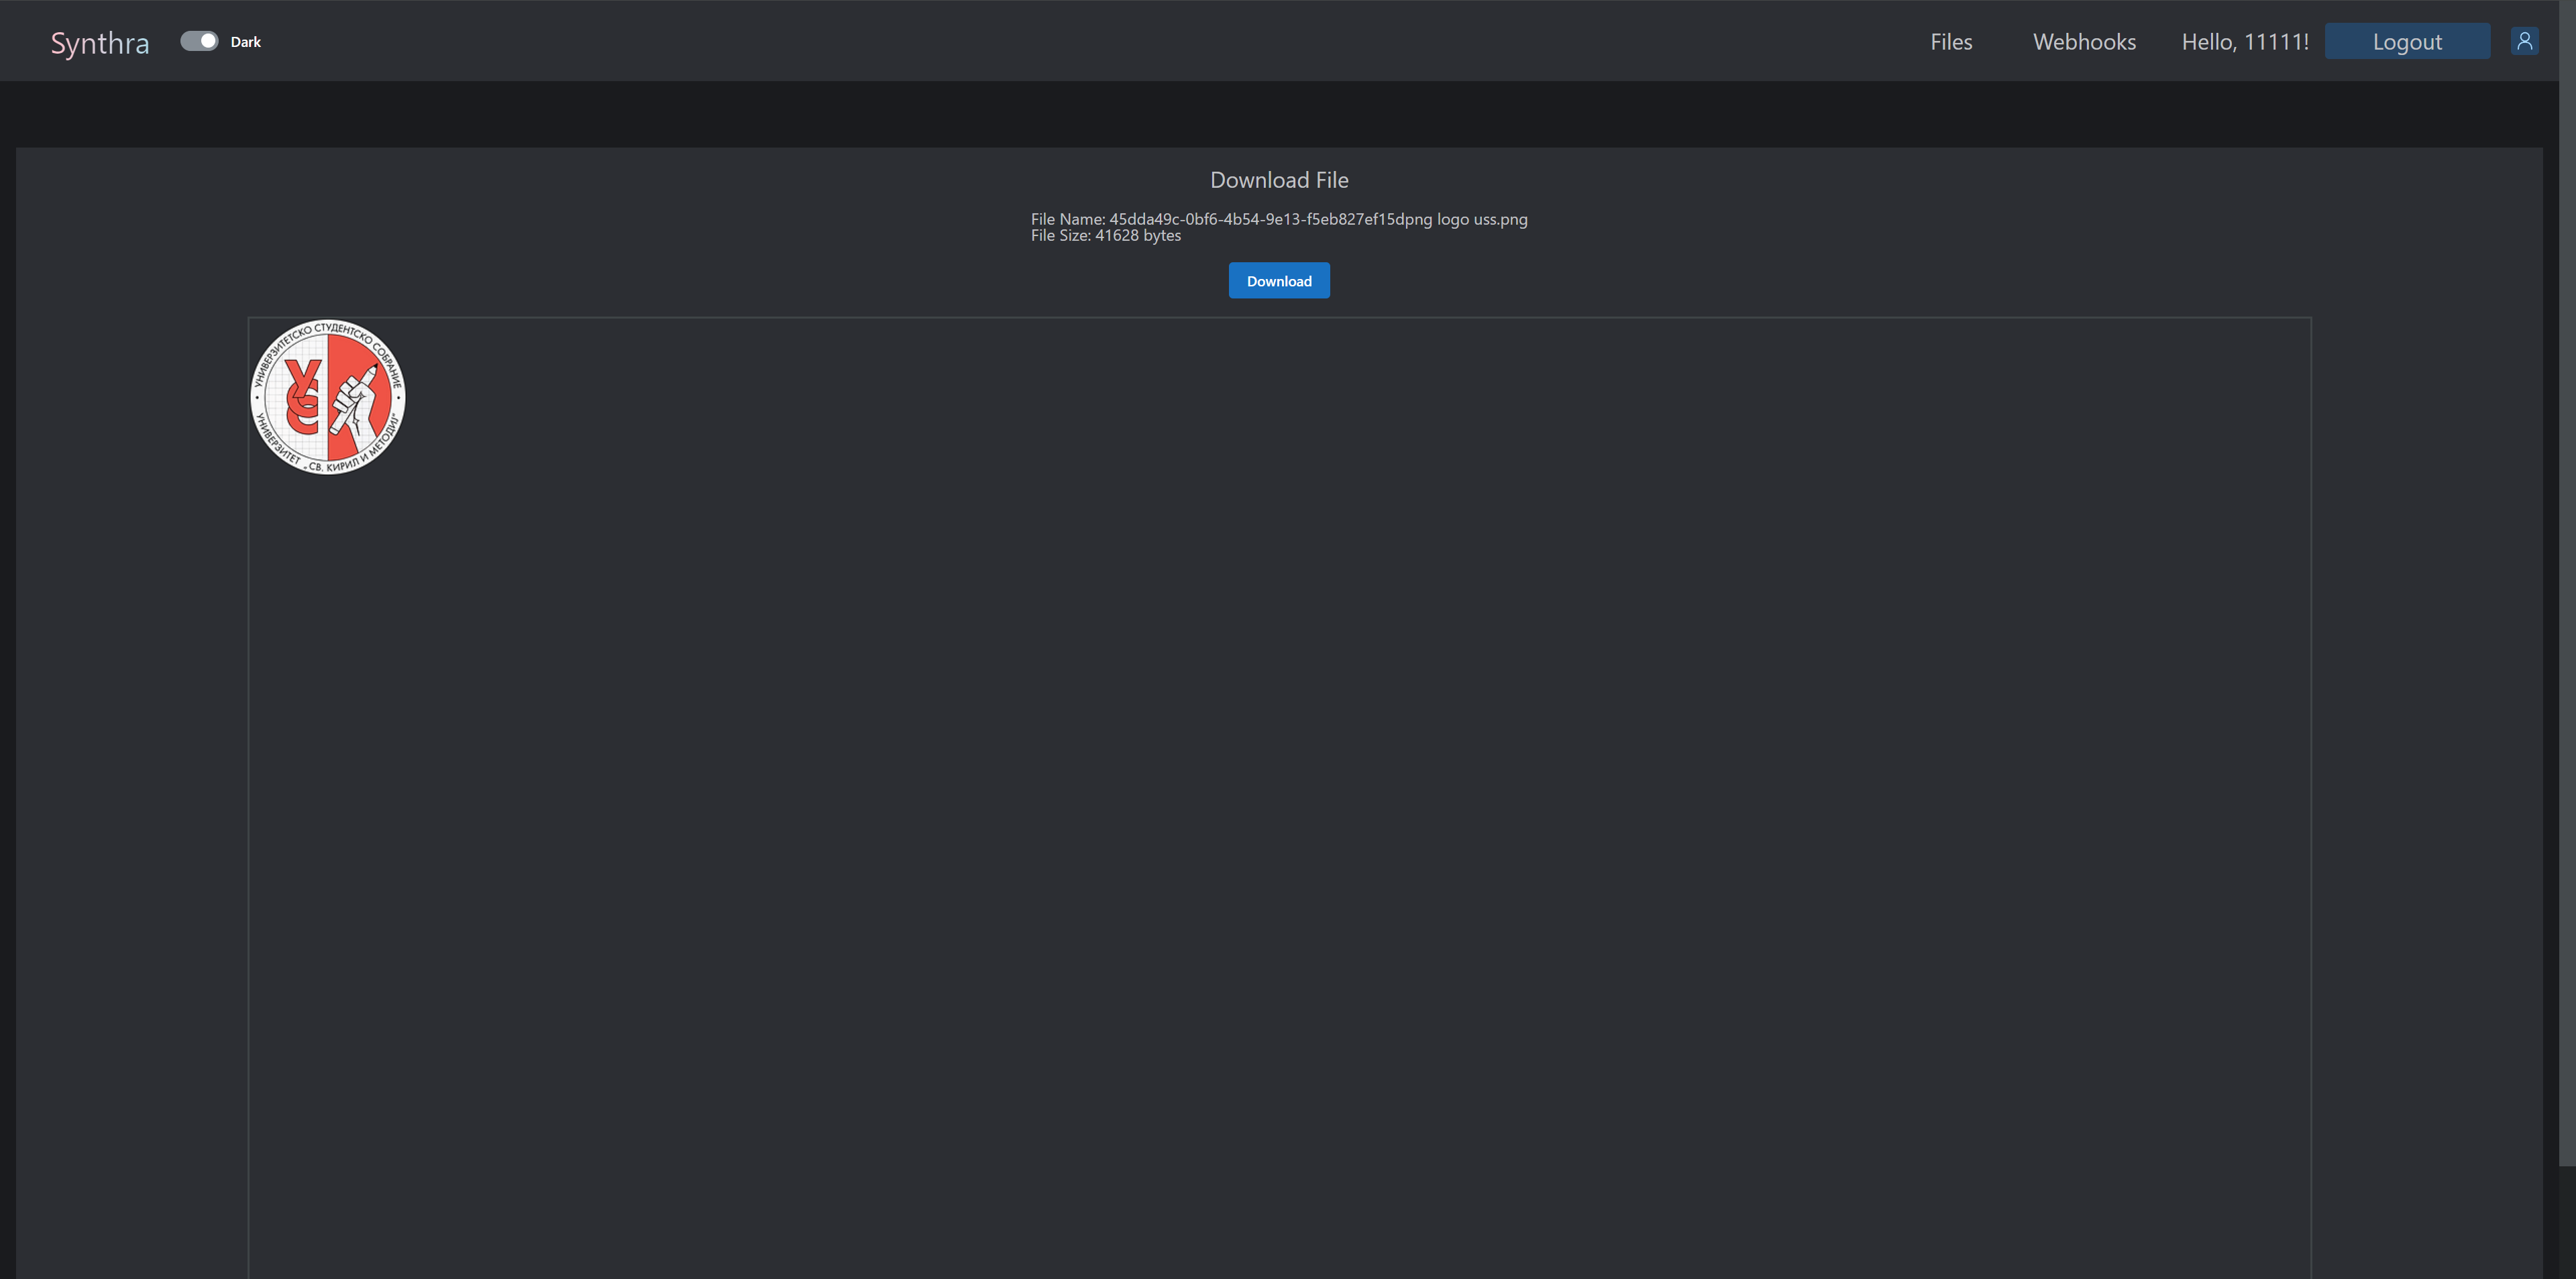 Synthra
Dark
Files
Webhooks
Hello, 11111!
Logout
Download File
File Name: 45dda49c-0bf6-4b54-9e13-f5eb827ef15dpng logo uss.png
File Size: 41628 bytes
Download
УНИВЕРЗИТЕТСКО СТУДЕНТСКО СОБРАНИЕ
УСС
УНИВЕРЗИТЕТ „СВ. КИРИЛ И МЕТОДИЈ“